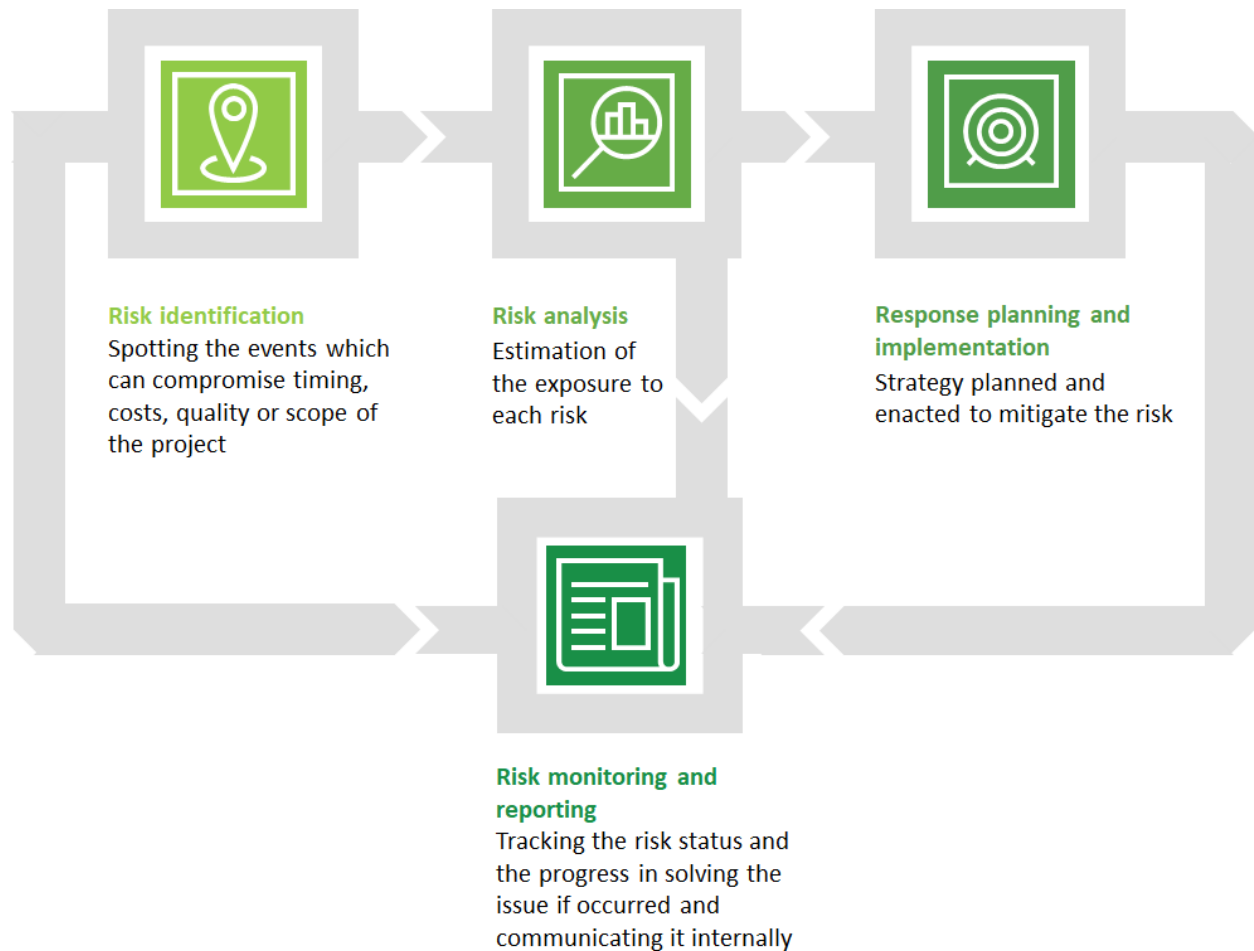 Risk identification
Spotting the events which
can compromise timing,
costs, quality or scope of
the project
Risk analysis
Estimation of
the exposure to
each risk
Response planning and
implementation
Strategy planned and
enacted to mitigate the risk
Risk monitoring and
reporting
Tracking the risk status and
the progress in solving the
issue if occurred and
communicating it internally